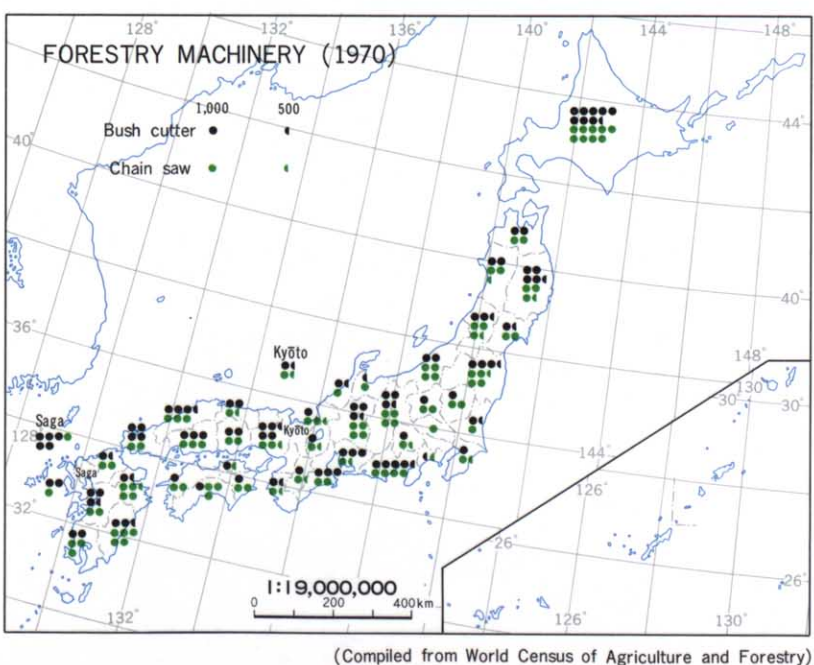 128°
132°
136°
140°
144°
148°
FORESTRY MACHINERY (1970)
1,000 500
Bush cutter
Chain saw
40°
44°
40°
36°
Kyōto
148°
130°
30°
30°
Saga
128°
Kyōto
Saga
144°
126°
32°
26°
1:19,000,000
0 200 400km
26°
132°
126°
130°
(Compiled from World Census of Agriculture and Forestry)